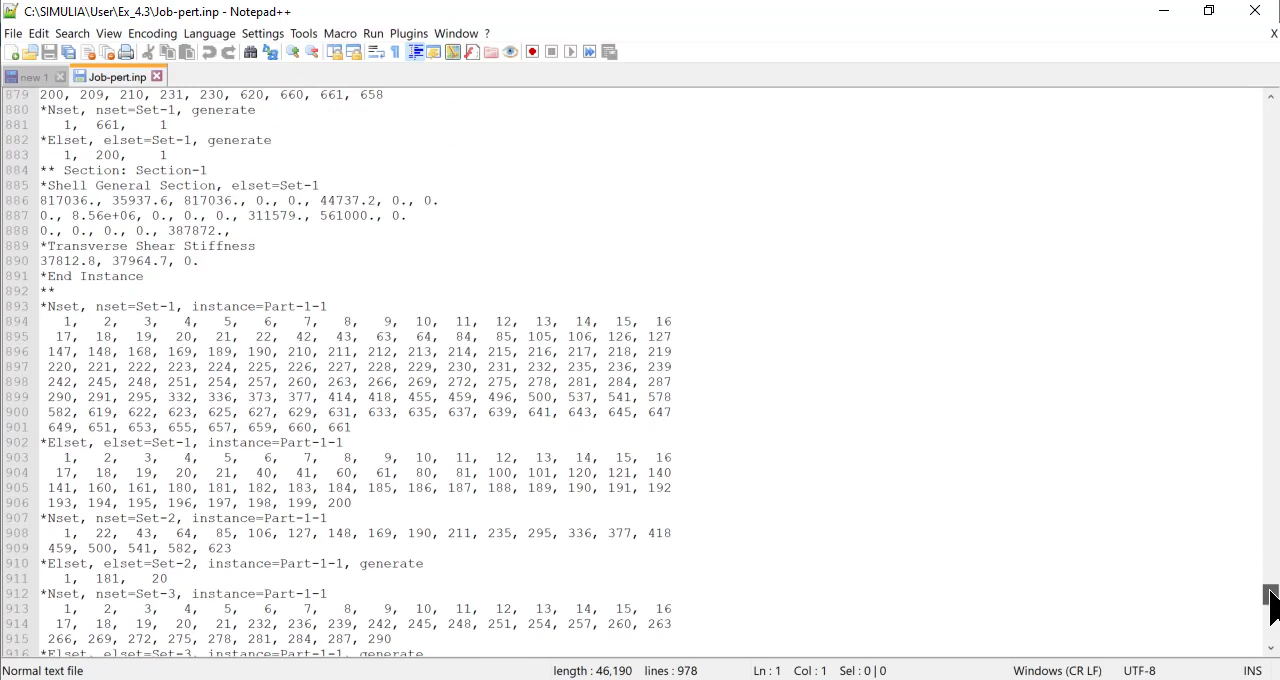 C:\SIMULIA\User\Ex_4.3\Job-pert.inp - Notepad++
File Edit Search View Encoding Language Settings Tools Macro Run Plugins Window ? X
new 1 Job-pert.inp
879 200, 209, 210, 231, 230, 620, 660, 661, 658
880 *Nset, nset=Set-1, generate
881 1, 661, 1
882 *Elset, elset=Set-1, generate
883 1, 200, 1
884 ** Section: Section-1
885 *Shell General Section, elset=Set-1
886 817036., 35937.6, 817036., 0., 0., 44737.2, 0., 0.
887 0., 8.56e+06, 0., 0., 0., 311579., 561000., 0.
888 0., 0., 0., 0., 387872.,
889 *Transverse Shear Stiffness
890 37812.8, 37964.7, 0.
891 *End Instance
892 **
893 *Nset, nset=Set-1, instance=Part-1-1
894 1, 2, 3, 4, 5, 6, 7, 8, 9, 10, 11, 12, 13, 14, 15, 16
895 17, 18, 19, 20, 21, 22, 42, 43, 63, 64, 84, 85, 105, 106, 126, 127
896 147, 148, 168, 169, 189, 190, 210, 211, 212, 213, 214, 215, 216, 217, 218, 219
897 220, 221, 222, 223, 224, 225, 226, 227, 228, 229, 230, 231, 232, 235, 236, 239
898 242, 245, 248, 251, 254, 257, 260, 263, 266, 269, 272, 275, 278, 281, 284, 287
899 290, 291, 295, 332, 336, 373, 377, 414, 418, 455, 459, 496, 500, 537, 541, 578
900 582, 619, 622, 623, 625, 627, 629, 631, 633, 635, 637, 639, 641, 643, 645, 647
901 649, 651, 653, 655, 657, 659, 660, 661
902 *Elset, elset=Set-1, instance=Part-1-1
903 1, 2, 3, 4, 5, 6, 7, 8, 9, 10, 11, 12, 13, 14, 15, 16
904 17, 18, 19, 20, 21, 40, 41, 60, 61, 80, 81, 100, 101, 120, 121, 140
905 141, 160, 161, 180, 181, 182, 183, 184, 185, 186, 187, 188, 189, 190, 191, 192
906 193, 194, 195, 196, 197, 198, 199, 200
907 *Nset, nset=Set-2, instance=Part-1-1
908 1, 22, 43, 64, 85, 106, 127, 148, 169, 190, 211, 235, 295, 336, 377, 418
909 459, 500, 541, 582, 623
910 *Elset, elset=Set-2, instance=Part-1-1, generate
911 1, 181, 20
912 *Nset, nset=Set-3, instance=Part-1-1
913 1, 2, 3, 4, 5, 6, 7, 8, 9, 10, 11, 12, 13, 14, 15, 16
914 17, 18, 19, 20, 21, 232, 236, 239, 242, 245, 248, 251, 254, 257, 260, 263
915 266, 269, 272, 275, 278, 281, 284, 287, 290
916 *Elset, elset=Set-3, instance=Part-1-1, generate
Normal text file length : 46,190 lines : 978 Ln : 1 Col : 1 Sel : 0 | 0 Windows (CR LF) UTF-8 INS